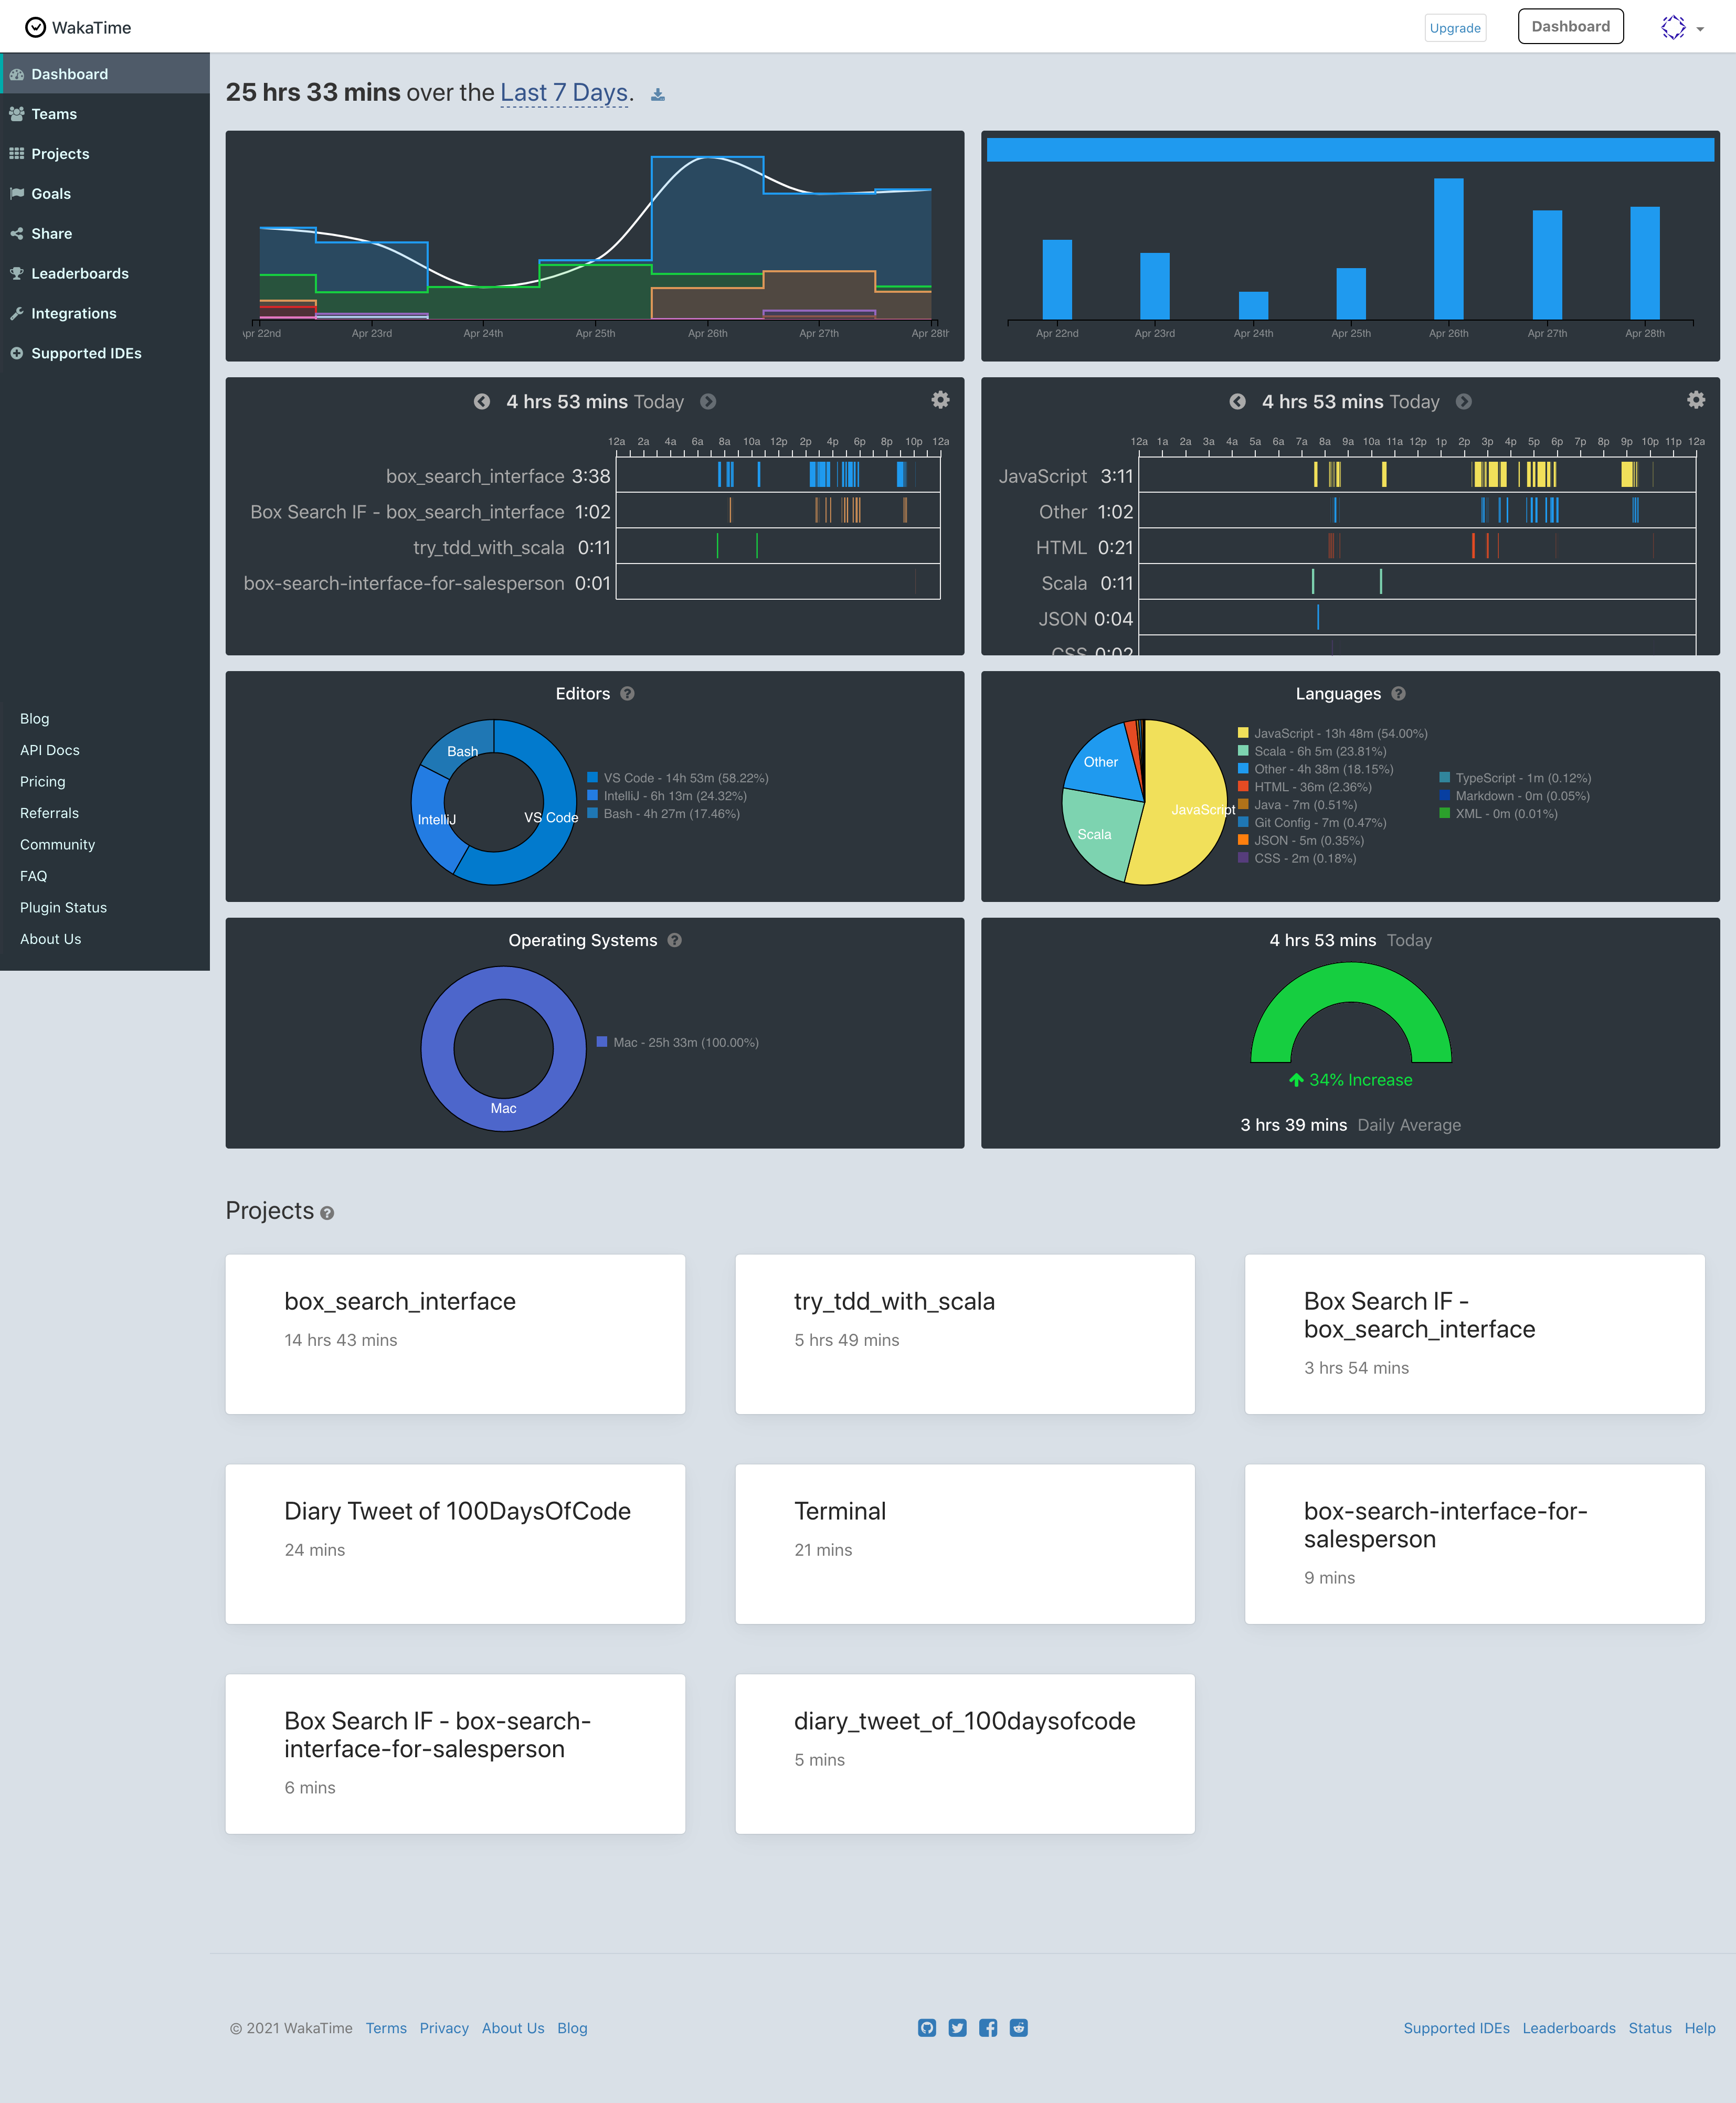 WakaTime
Upgrade
Dashboard
Dashboard
Teams
Projects
Goals
Share
Leaderboards
Integrations
Supported IDEs
Blog
API Docs
Pricing
Referrals
Community
FAQ
Plugin Status
About Us
25 hrs 33 mins over the Last 7 Days.
pr 22nd Apr 23rd Apr 24th Apr 25th Apr 26th Apr 27th Apr 28th
Apr 22nd Apr 23rd Apr 24th Apr 25th Apr 26th Apr 27th Apr 28th
4 hrs 53 mins Today
12a 2a 4a 6a 8a 10a 12p 2p 4p 6p 8p 10p 12a
box_search_interface 3:38
Box Search IF - box_search_interface 1:02
try_tdd_with_scala 0:11
box-search-interface-for-salesperson 0:01
4 hrs 53 mins Today
12a 1a 2a 3a 4a 5a 6a 7a 8a 9a 10a 11a 12p 1p 2p 3p 4p 5p 6p 7p 8p 9p 10p 11p 12a
JavaScript 3:11
Other 1:02
HTML 0:21
Scala 0:11
JSON 0:04
CSS 0:02
Editors
Bash
IntelliJ
VS Code
VS Code - 14h 53m (58.22%)
IntelliJ - 6h 13m (24.32%)
Bash - 4h 27m (17.46%)
Languages
Other
JavaScript
Scala
JavaScript - 13h 48m (54.00%)
Scala - 6h 5m (23.81%)
Other - 4h 38m (18.15%)
HTML - 36m (2.36%)
Java - 7m (0.51%)
Git Config - 7m (0.47%)
JSON - 5m (0.35%)
CSS - 2m (0.18%)
TypeScript - 1m (0.12%)
Markdown - 0m (0.05%)
XML - 0m (0.01%)
Operating Systems
Mac
Mac - 25h 33m (100.00%)
4 hrs 53 mins Today
34% Increase
3 hrs 39 mins Daily Average
Projects
box_search_interface
14 hrs 43 mins
try_tdd_with_scala
5 hrs 49 mins
Box Search IF -
box_search_interface
3 hrs 54 mins
Diary Tweet of 100DaysOfCode
24 mins
Terminal
21 mins
box-search-interface-for-
salesperson
9 mins
Box Search IF - box-search-
interface-for-salesperson
6 mins
diary_tweet_of_100daysofcode
5 mins
© 2021 WakaTime Terms Privacy About Us Blog
Supported IDEs Leaderboards Status Help